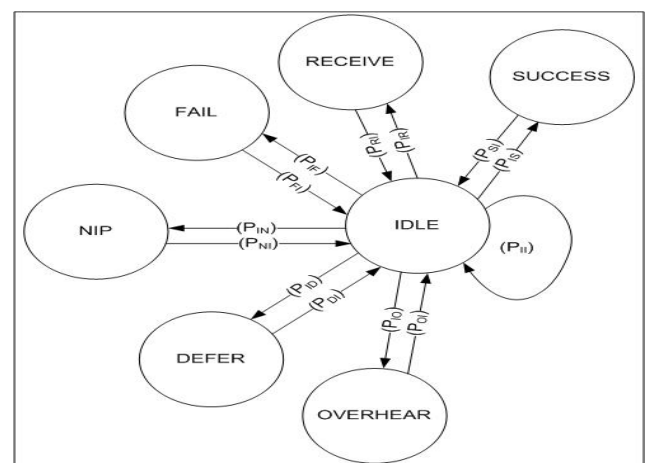 RECEIVE
SUCCESS
FAIL
(P_RI)
(P_IR)
(P_SI)
(P_IS)
(P_IF)
(P_FI)
NIP
(P_IN)
(P_NI)
IDLE
(P_II)
(P_ID)
(P_DI)
(P_IO)
(P_OI)
DEFER
OVERHEAR